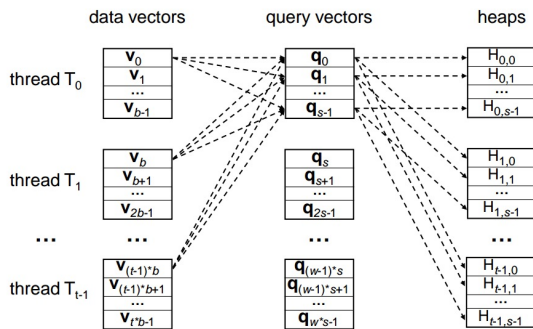 data vectors query vectors heaps
thread T0
v0
v1
...
vb-1
q0
q1
...
qs-1
H0,0
H0,1
...
H0,s-1
thread T1
vb
vb+1
...
v2b-1
qs
qs+1
...
q2s-1
H1,0
H1,1
...
H1,s-1
... ... ... ...
thread Tt-1
v(t-1)*b
v(t-1)*b+1
...
vt*b-1
q(w-1)*s
q(w-1)*s+1
...
qw*s-1
Ht-1,0
Ht-1,1
...
Ht-1,s-1